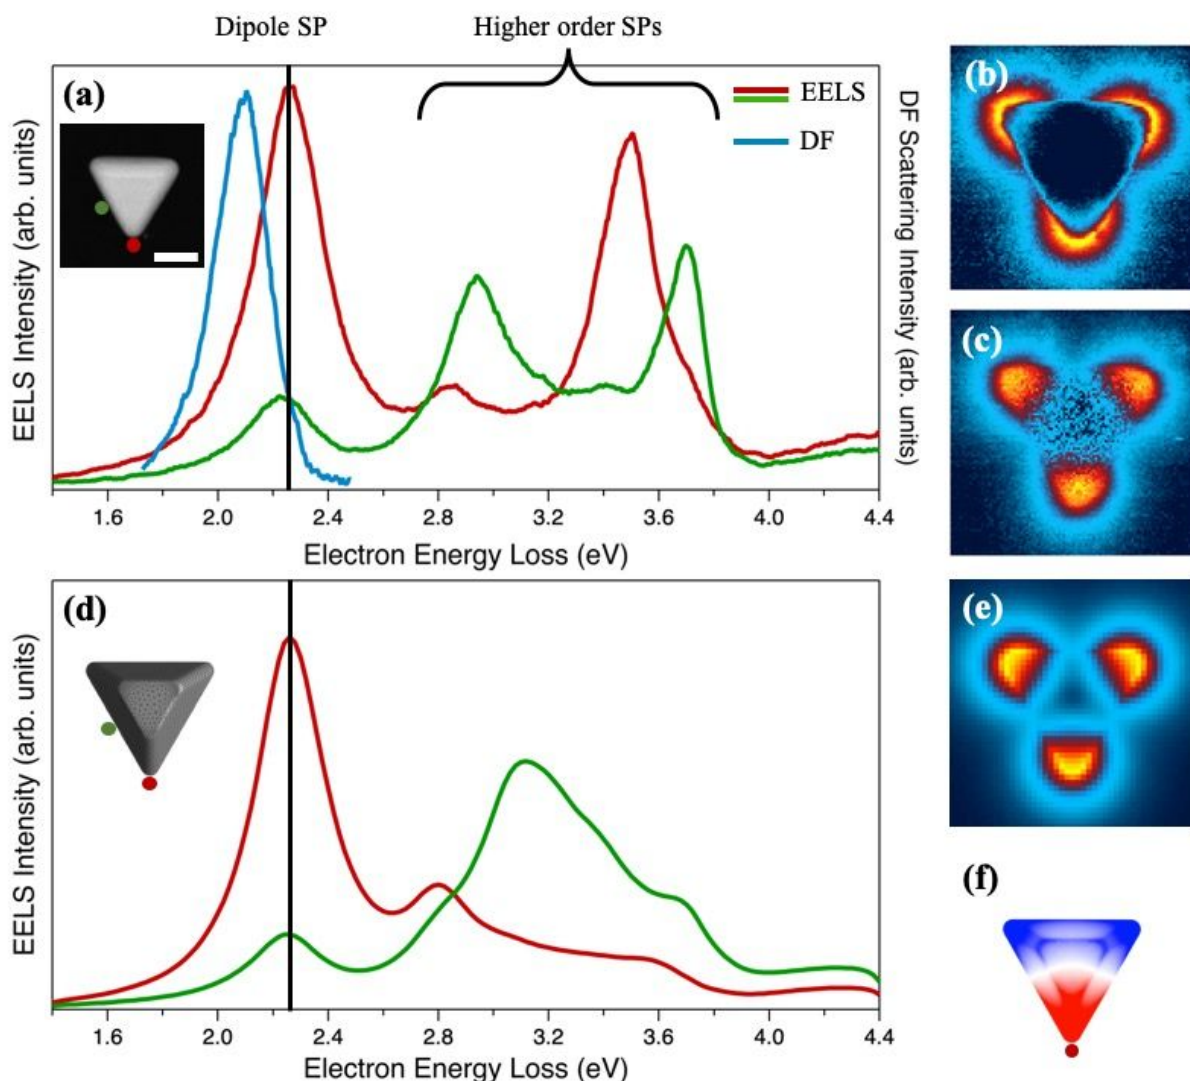 Dipole SP
Higher order SPs
(a)
EELS
DF
EELS Intensity (arb. units)
DF Scattering Intensity (arb. units)
1.6 2.0 2.4 2.8 3.2 3.6 4.0 4.4
Electron Energy Loss (eV)
(b)
(c)
(d)
EELS Intensity (arb. units)
1.6 2.0 2.4 2.8 3.2 3.6 4.0 4.4
Electron Energy Loss (eV)
(e)
(f)